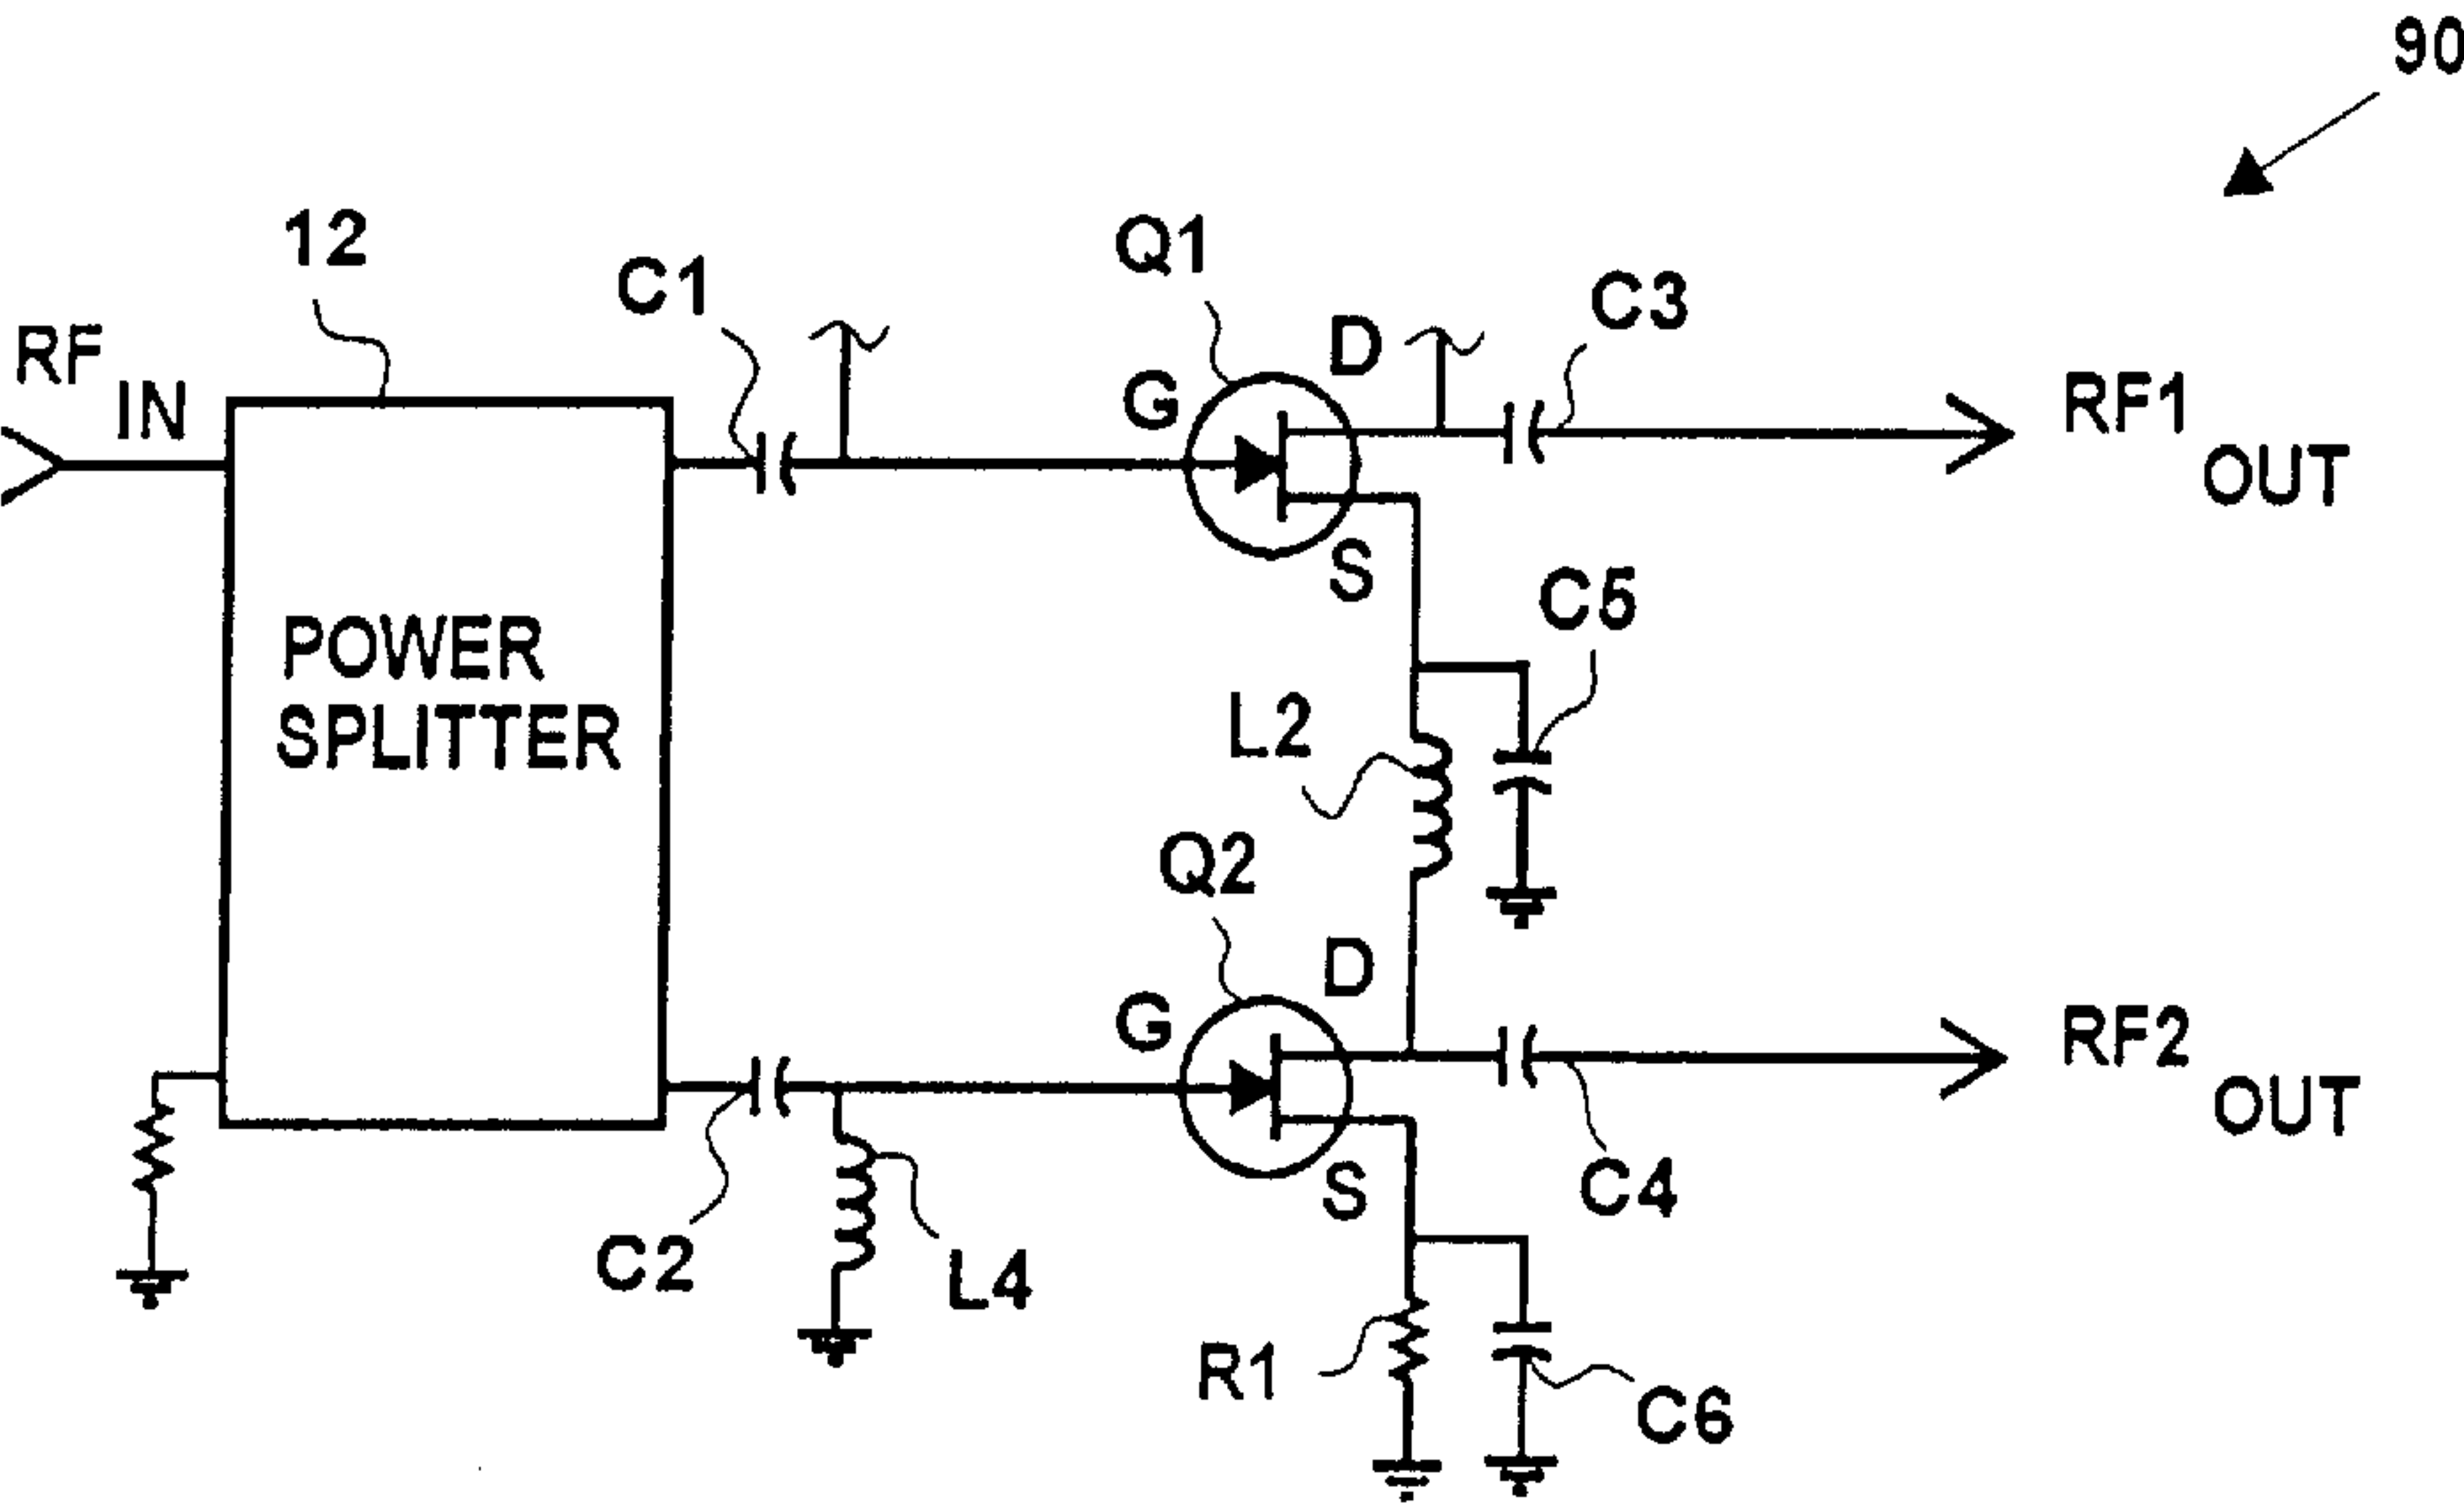 90
12
RF
IN
C1
Q1
G
D
C3
RF1
OUT
S
C5
POWER
SPLITTER
L2
Q2
D
G
RF2
OUT
S
C4
C2
L4
R1
C6